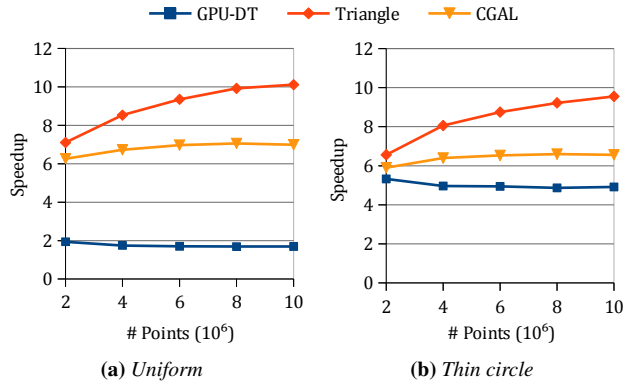 GPU-DT Triangle CGAL
12
10
8
6
4
2
0
Speedup
2 4 6 8 10
# Points (10⁶)
(a) Uniform
12
10
8
6
4
2
0
Speedup
2 4 6 8 10
# Points (10⁶)
(b) Thin circle